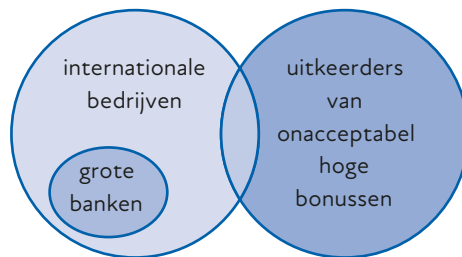 internationale
bedrijven
grote
banken
uitkeerders
van
onacceptabel
hoge
bonussen